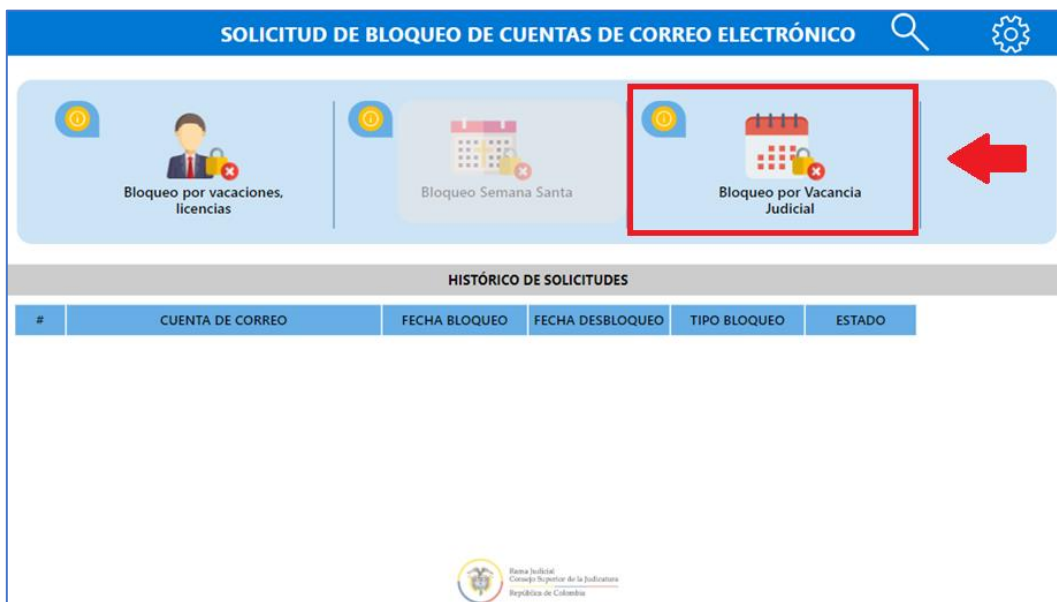 SOLICITUD DE BLOQUEO DE CUENTAS DE CORREO ELECTRÓNICO
Bloqueo por vacaciones,
licencias
Bloqueo Semana Santa
Bloqueo por Vacancia
Judicial
HISTÓRICO DE SOLICITUDES
# CUENTA DE CORREO FECHA BLOQUEO FECHA DESBLOQUEO TIPO BLOQUEO ESTADO
Rama Judicial
Consejo Superior de la Judicatura
República de Colombia